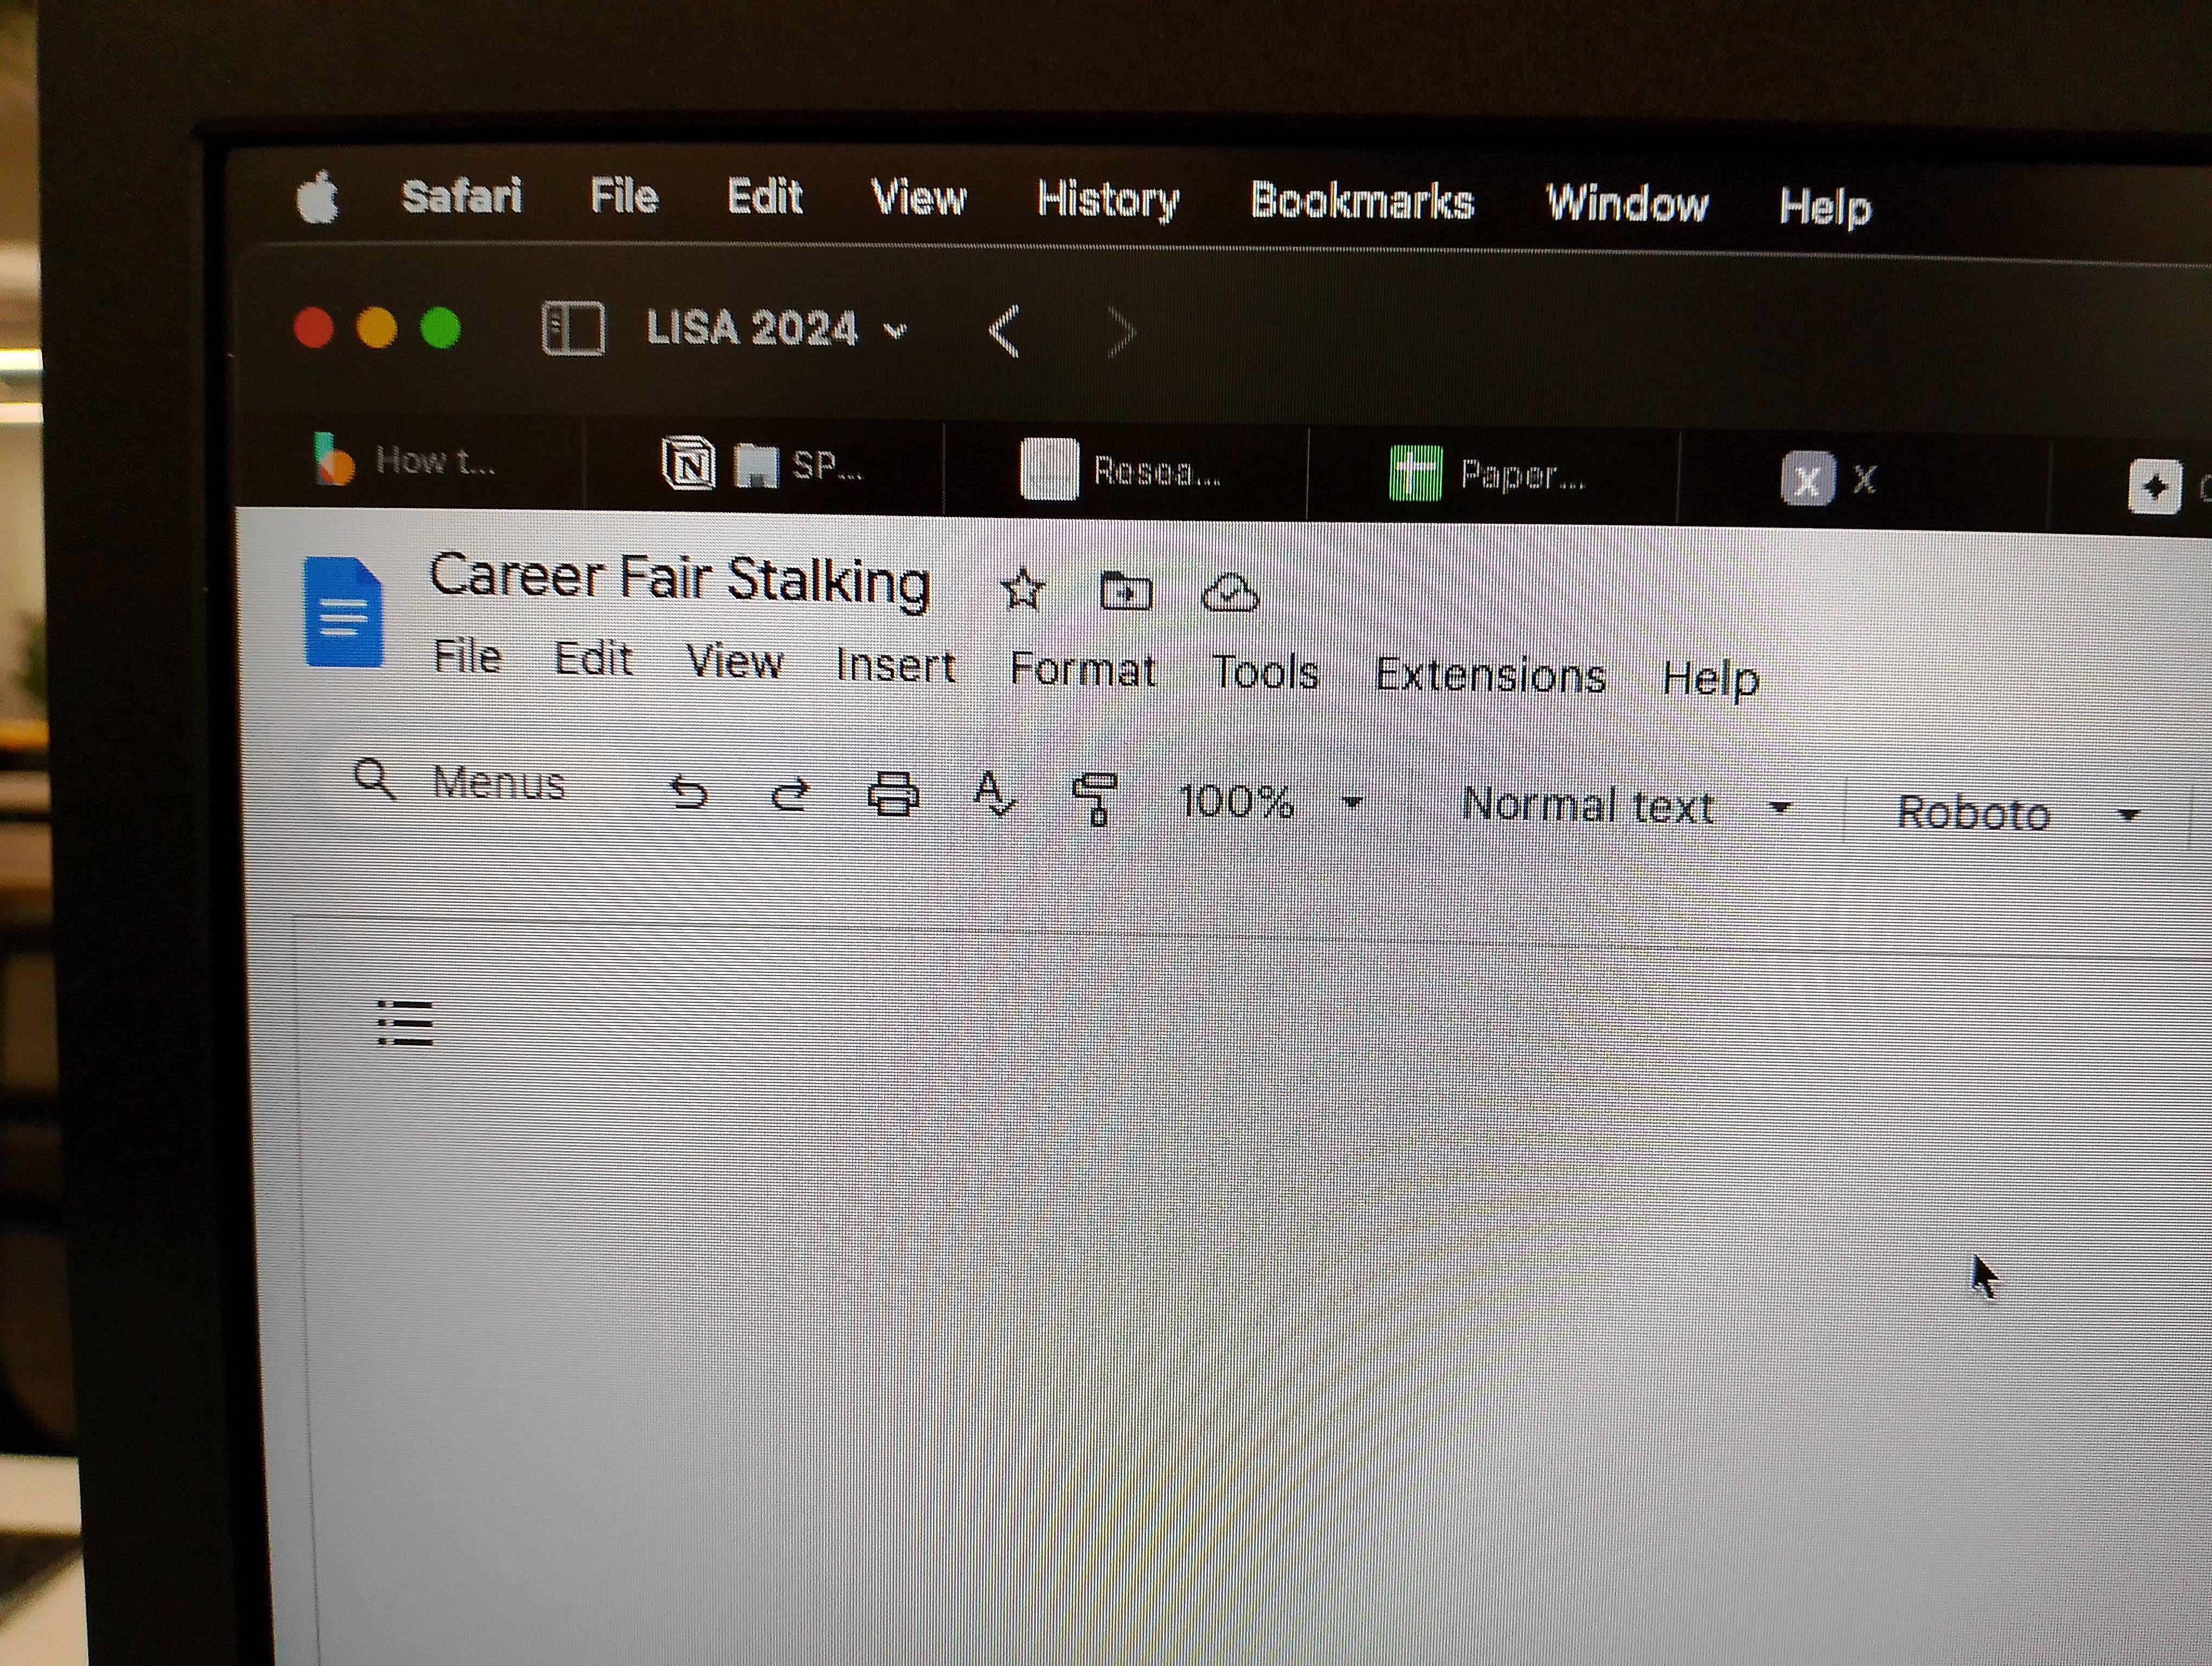 Safari File Edit View History Bookmarks Window Help
LISA 2024
How t... SP... Resea... Paper... X
Career Fair Stalking
File Edit View Insert Format Tools Extensions Help
Menus 100% Normal text Roboto